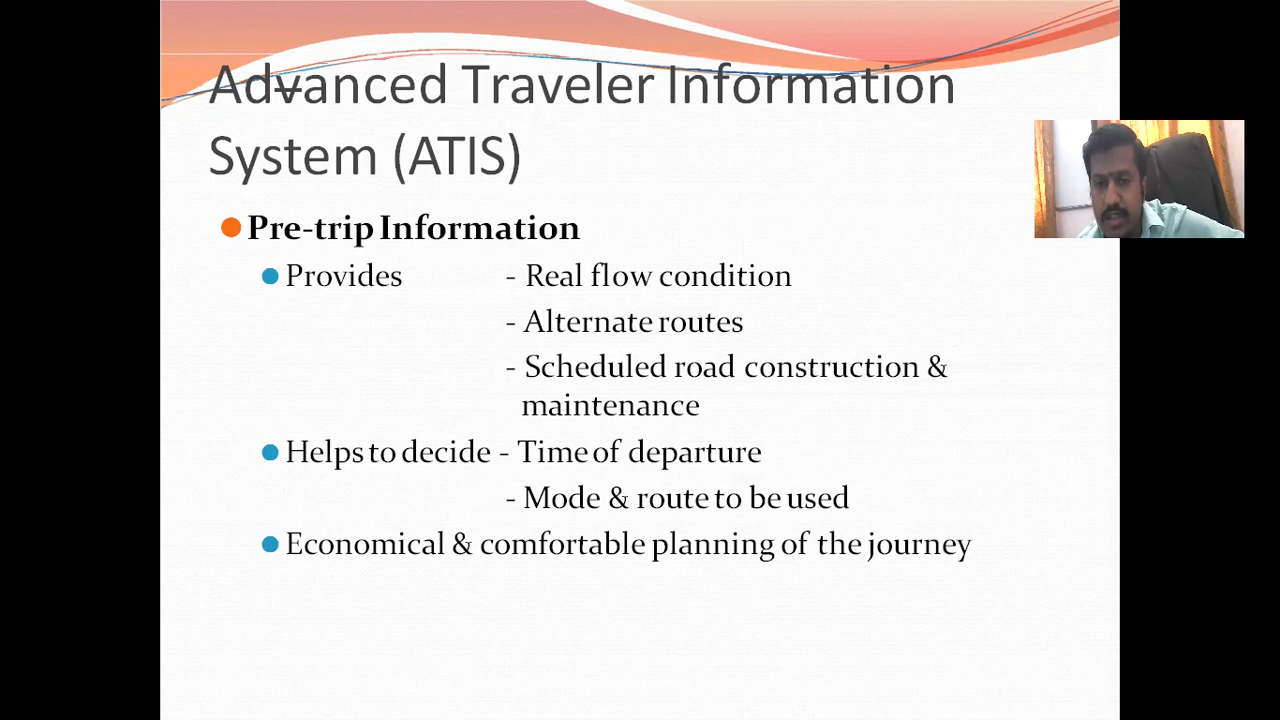 Advanced Traveler Information
System (ATIS)
Pre-trip Information
Provides - Real flow condition
- Alternate routes
- Scheduled road construction &
maintenance
Helps to decide - Time of departure
- Mode & route to be used
Economical & comfortable planning of the journey